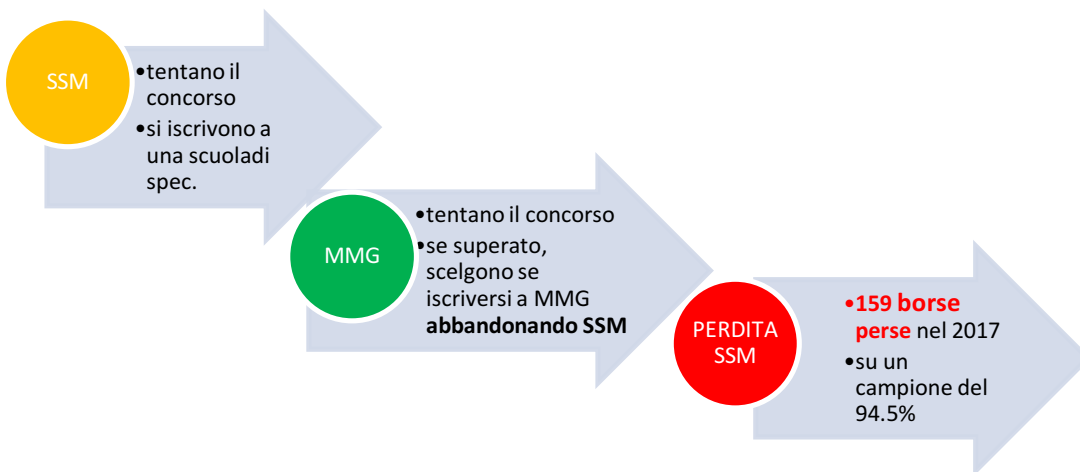 SSM
•tentano il
concorso
•si iscrivono a
una scuoladi
spec.
MMG
•tentano il concorso
•se superato,
scelgono se
iscriversi a MMG
abbandonando SSM
PERDITA
SSM
•159 borse
perse nel 2017
•su un
campione del
94.5%